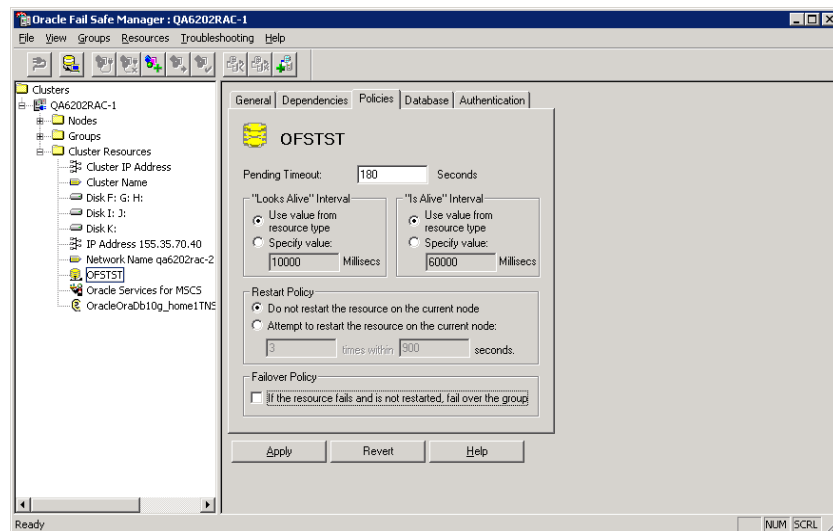 Oracle Fail Safe Manager : QA6202RAC-1
File View Groups Resources Troubleshooting Help
Clusters
QA6202RAC-1
Nodes
Groups
Cluster Resources
Cluster IP Address
Cluster Name
Disk F: G: H:
Disk I: J:
Disk K:
IP Address 155.35.70.40
Network Name qa6202rac-2
OFSTST
Oracle Services for MSCS
OracleOraDb10g_home1TNS
General Dependencies Policies Database Authentication
OFSTST
Pending Timeout: 180 Seconds
"Looks Alive" Interval
Use value from
resource type
Specify value:
10000 Millisecs
"Is Alive" Interval
Use value from
resource type
Specify value:
60000 Millisecs
Restart Policy
Do not restart the resource on the current node
Attempt to restart the resource on the current node:
3 times within 900 seconds.
Failover Policy
If the resource fails and is not restarted, fail over the group
Apply Revert Help
Ready NUM SCRL